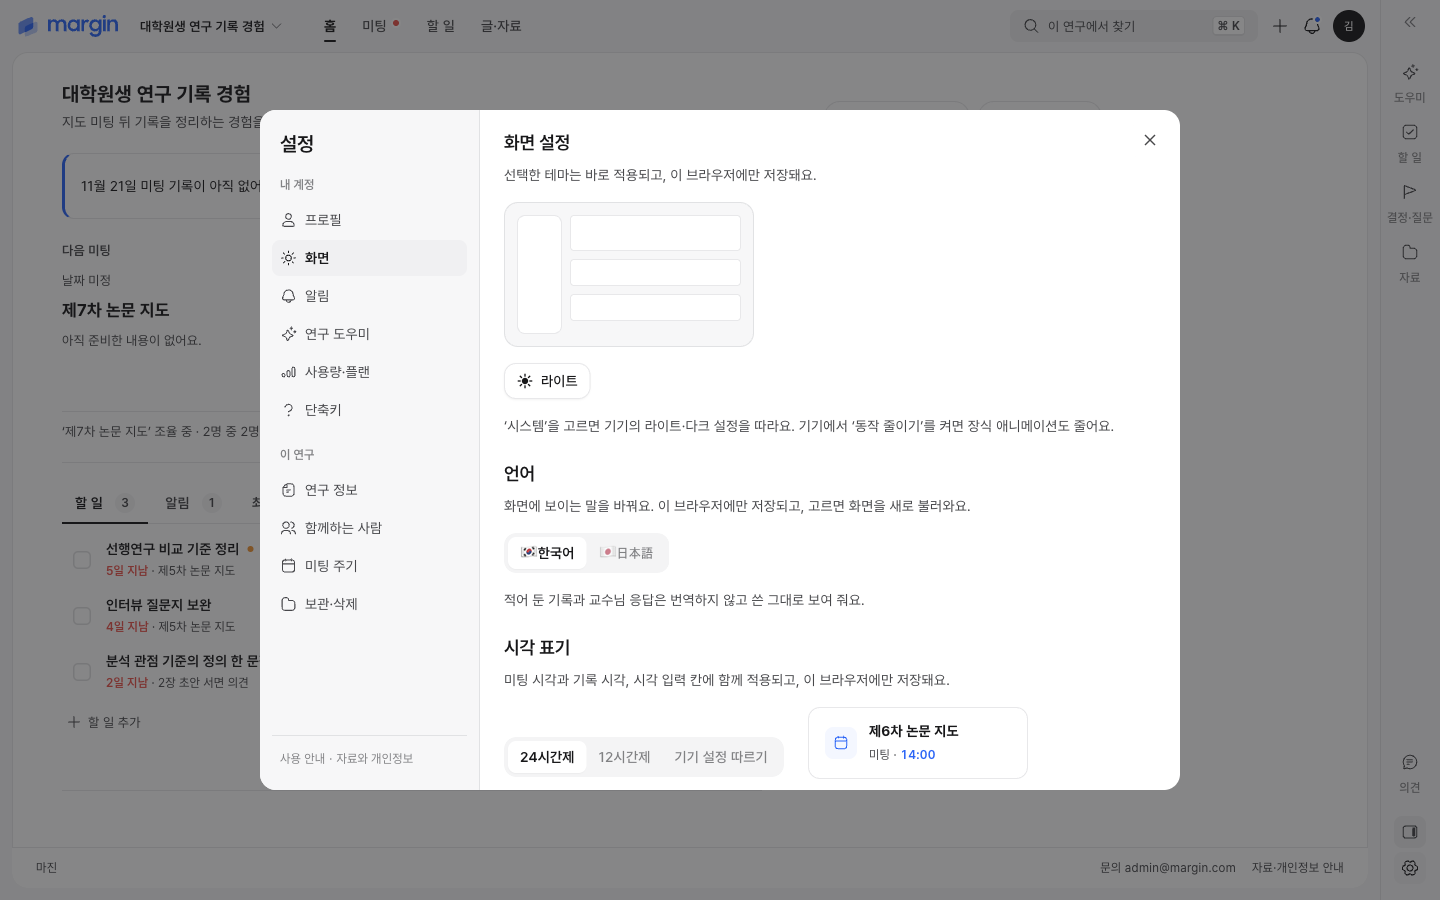 margin
대학원생 연구 기록 경험
홈
미팅
할 일
글·자료
이 연구에서 찾기
⌘ K
김
대학원생 연구 기록 경험
지도 미팅 뒤 기록을 정리하는 경험을
11월 21일 미팅 기록이 아직 없어
다음 미팅
날짜 미정
제7차 논문 지도
아직 준비한 내용이 없어요.
‘제7차 논문 지도’ 조율 중 · 2명 중 2명
할 일 3
알림 1
선행연구 비교 기준 정리
5일 지남 · 제5차 논문 지도
인터뷰 질문지 보완
4일 지남 · 제5차 논문 지도
분석 관점 기준의 정의 한 문
2일 지남 · 2장 초안 서면 의견
할 일 추가
설정
내 계정
프로필
화면
알림
연구 도우미
사용량·플랜
단축키
이 연구
연구 정보
함께하는 사람
미팅 주기
보관·삭제
사용 안내 · 자료와 개인정보
화면 설정
선택한 테마는 바로 적용되고, 이 브라우저에만 저장돼요.
라이트
‘시스템’을 고르면 기기의 라이트·다크 설정을 따라요. 기기에서 ‘동작 줄이기’를 켜면 장식 애니메이션도 줄어요.
언어
화면에 보이는 말을 바꿔요. 이 브라우저에만 저장되고, 고르면 화면을 새로 불러와요.
한국어
日本語
적어 둔 기록과 교수님 응답은 번역하지 않고 쓴 그대로 보여 줘요.
시각 표기
미팅 시각과 기록 시각, 시각 입력 칸에 함께 적용되고, 이 브라우저에만 저장돼요.
24시간제
12시간제
기기 설정 따르기
제6차 논문 지도
미팅 · 14:00
도우미
할 일
결정·질문
자료
의견
마진
문의 admin@margin.com
자료·개인정보 안내